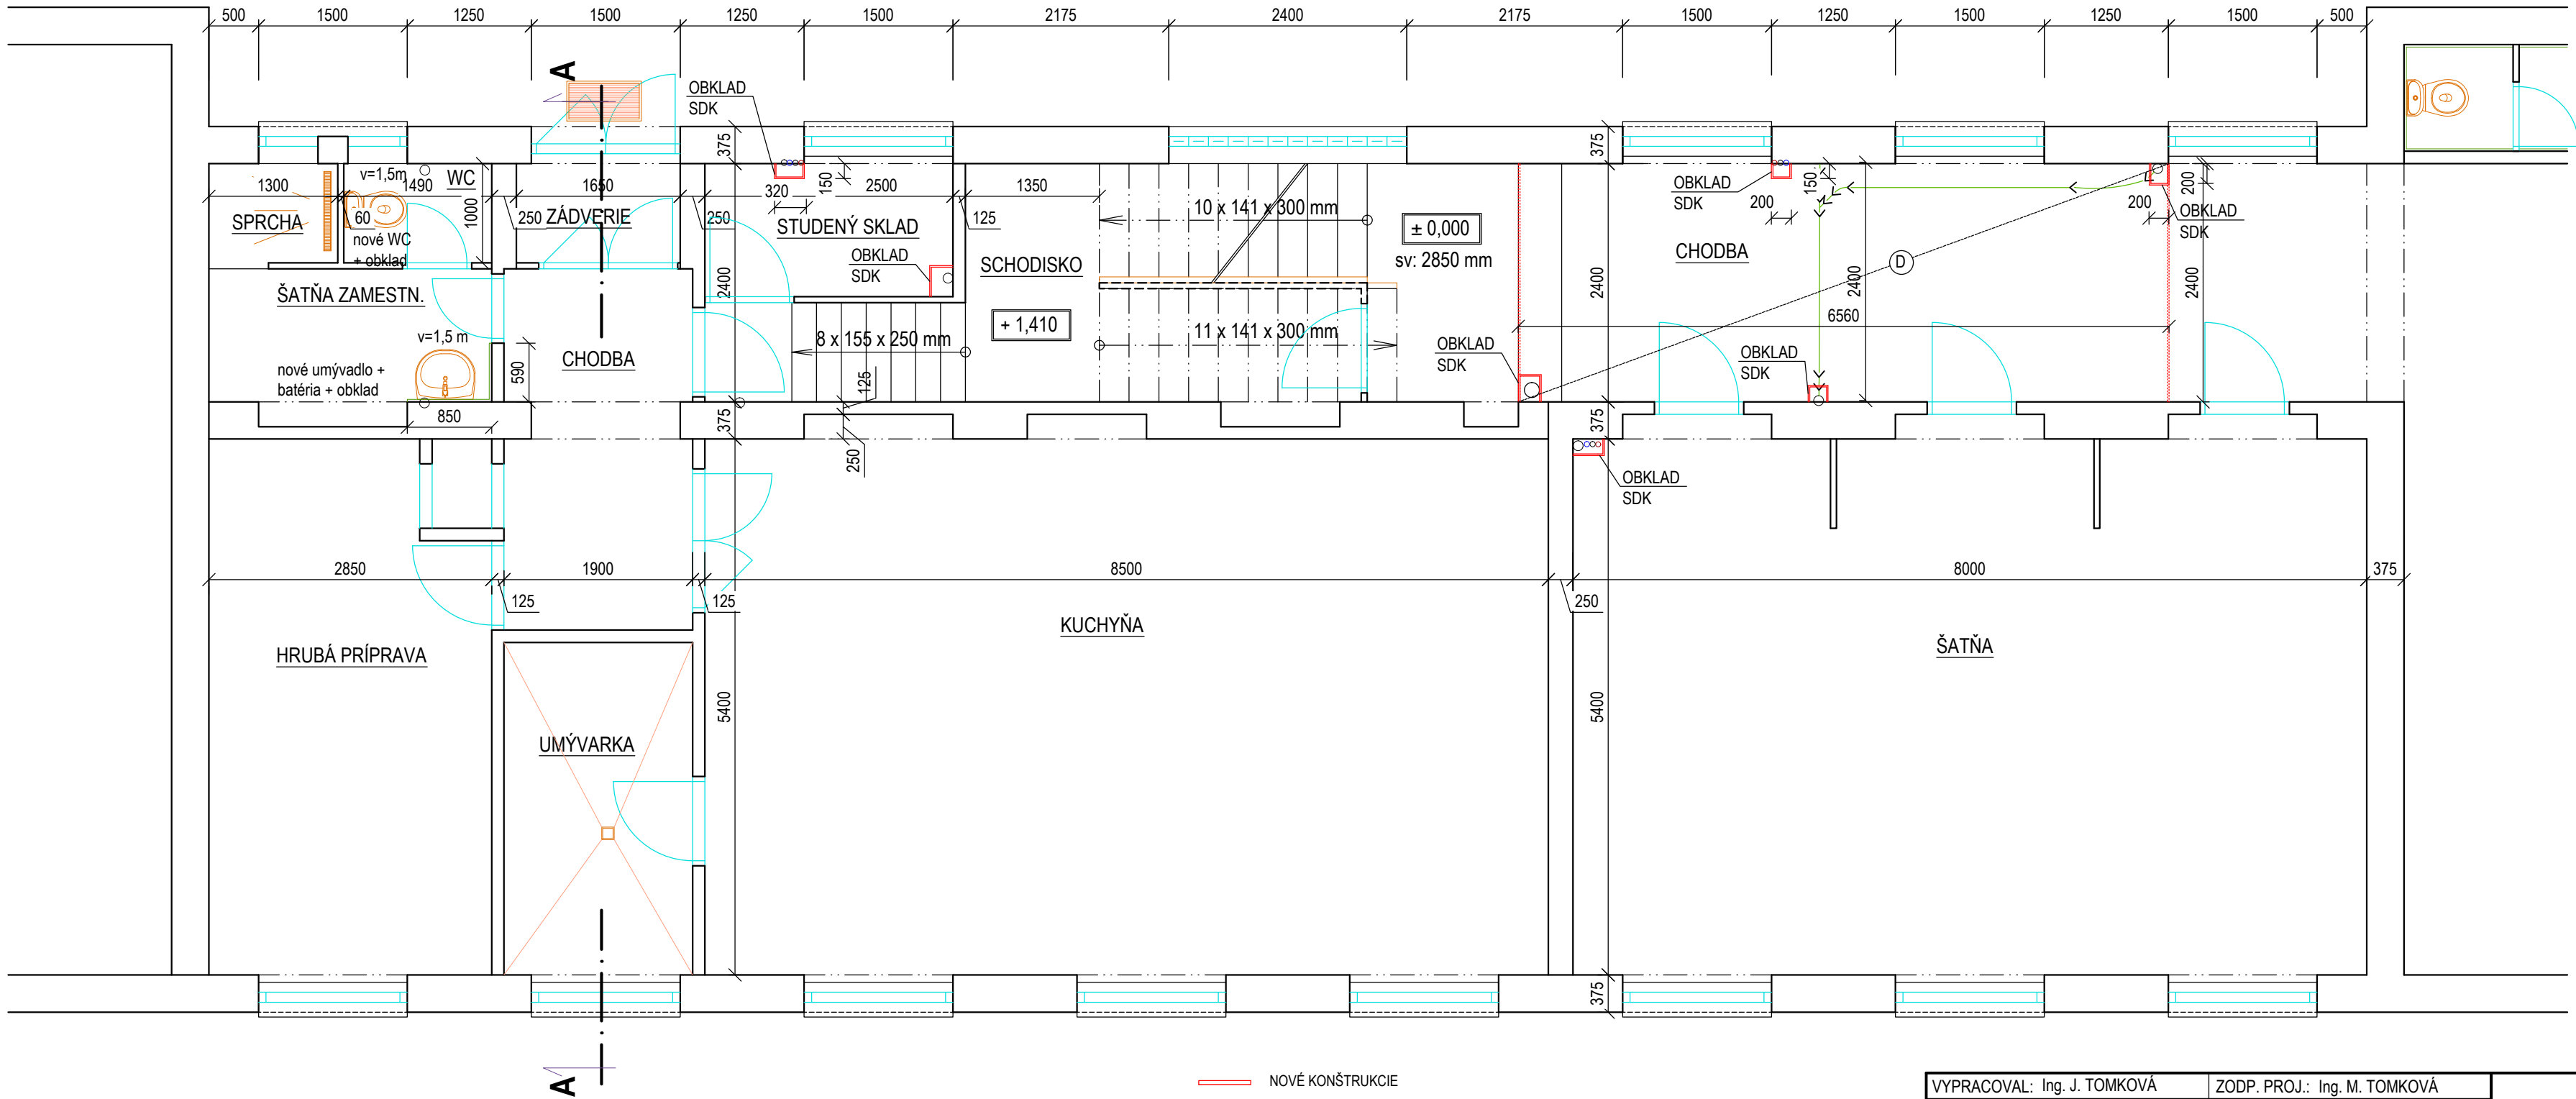 500 1500 1250 1500 1250 1500 2175 2400 2175 1500 1250 1500 1250 1500 500
A
OBKLAD
SDK
375
375
v=1,5m
WC
1300
1490
1650
320
150
2500
1350
1000
SPRCHA
60
250
ZÁDVERIE
250
STUDENÝ SKLAD
125
nové WC
+ obklad
OBKLAD
SDK
SCHODISKO
10 x 141 x 300 mm
± 0,000
sv: 2850 mm
OBKLAD
SDK
150
200
CHODBA
D
200
200
OBKLAD
SDK
ŠATŇA ZAMESTN.
2400
2400
2400
2400
+ 1,410
6560
v=1,5 m
8 x 155 x 250 mm
11 x 141 x 300 mm
OBKLAD
SDK
OBKLAD
SDK
CHODBA
590
nové umývadlo +
batéria + obklad
125
850
375
250
375
OBKLAD
SDK
2850 1900 8500 8000 375
125
125
250
KUCHYŇA
ŠATŇA
HRUBÁ PRÍPRAVA
5400
5400
UMÝVARKA
375
A
NOVÉ KONŠTRUKCIE
VYPRACOVAL: Ing. J. TOMKOVÁ ZODP. PROJ.: Ing. M. TOMKOVÁ